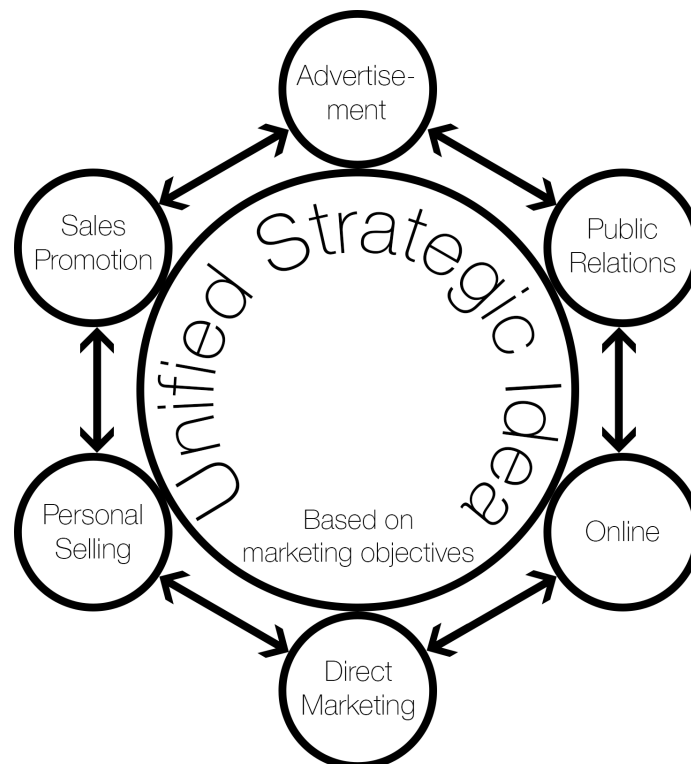 Advertise-
ment
Sales
Promotion
Public
Relations
Unified Strategic Idea
Based on
marketing objectives
Personal
Selling
Online
Direct
Marketing